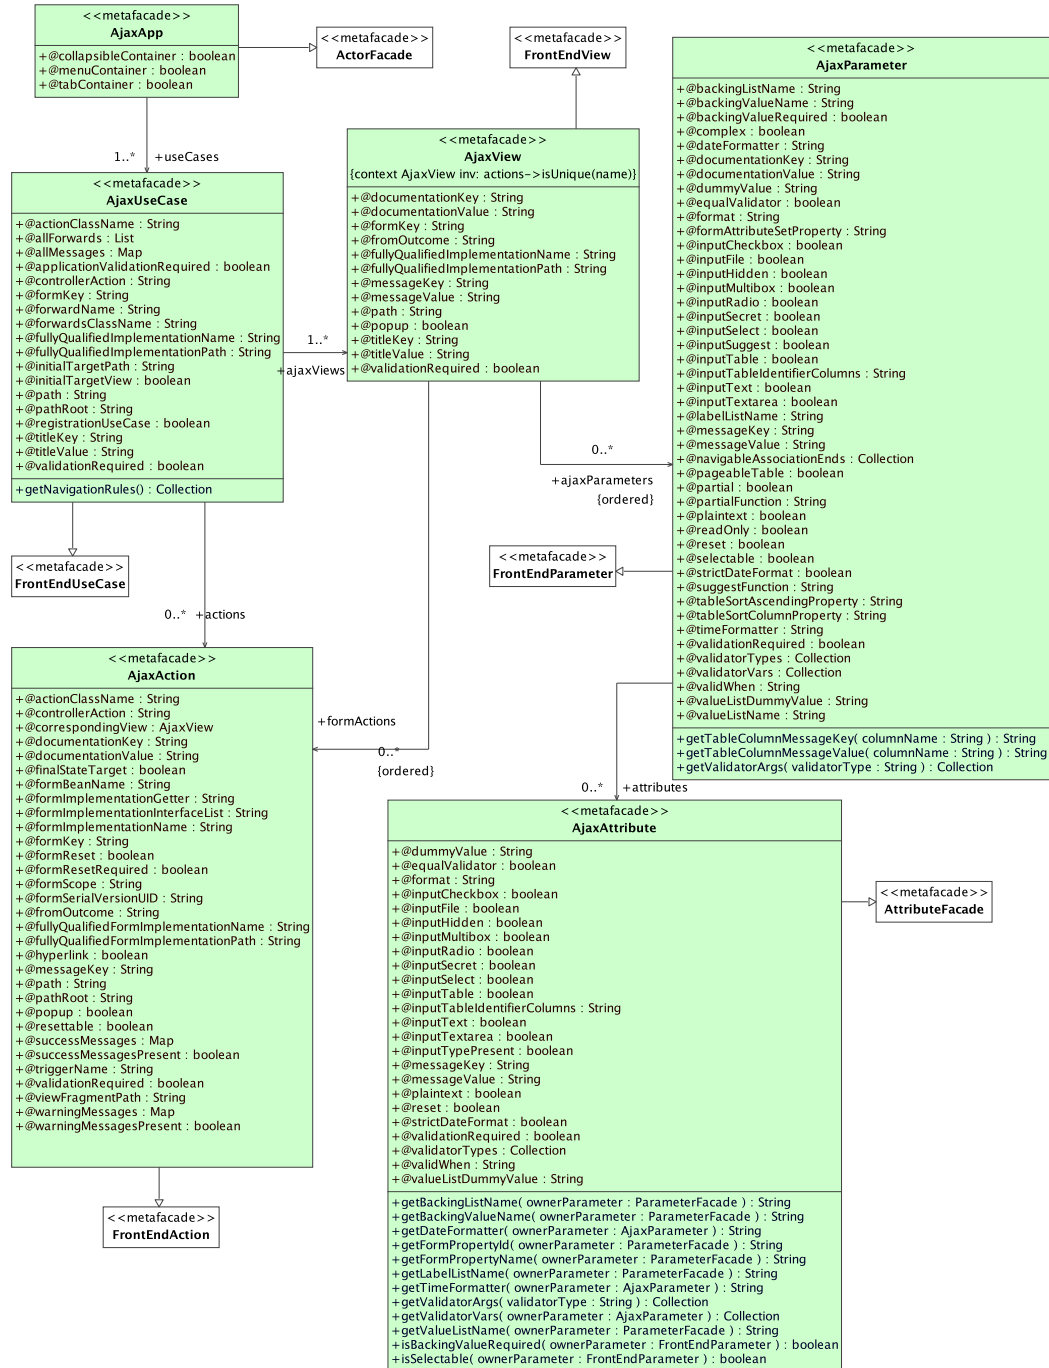 <<metafacade>>
AjaxApp
+@collapsibleContainer : boolean
+@menuContainer : boolean
+@tabContainer : boolean
<<metafacade>>
ActorFacade
<<metafacade>>
FrontEndView
1..*
+useCases
<<metafacade>>
AjaxUseCase
+@actionClassName : String
+@allForwards : List
+@allMessages : Map
+@applicationValidationRequired : boolean
+@controllerAction : String
+@formKey : String
+@forwardName : String
+@forwardsClassName : String
+@fullyQualifiedImplementationName : String
+@fullyQualifiedImplementationPath : String
+@initialTargetPath : String
+@initialTargetView : boolean
+@path : String
+@pathRoot : String
+@registrationUseCase : boolean
+@titleKey : String
+@titleValue : String
+@validationRequired : boolean
+getNavigationRules() : Collection
1..*
+ajaxViews
<<metafacade>>
AjaxView
{context AjaxView inv: actions->isUnique(name)}
+@documentationKey : String
+@documentationValue : String
+@formKey : String
+@fromOutcome : String
+@fullyQualifiedImplementationName : String
+@fullyQualifiedImplementationPath : String
+@messageKey : String
+@messageValue : String
+@path : String
+@popup : boolean
+@titleKey : String
+@titleValue : String
+@validationRequired : boolean
0..*
+ajaxParameters
{ordered}
<<metafacade>>
AjaxParameter
+@backingListName : String
+@backingValueName : String
+@backingValueRequired : boolean
+@complex : boolean
+@dateFormatter : String
+@documentationKey : String
+@documentationValue : String
+@dummyValue : String
+@equalValidator : boolean
+@format : String
+@formAttributeSetProperty : String
+@inputCheckbox : boolean
+@inputFile : boolean
+@inputHidden : boolean
+@inputMultibox : boolean
+@inputRadio : boolean
+@inputSecret : boolean
+@inputSelect : boolean
+@inputSuggest : boolean
+@inputTable : boolean
+@inputTableIdentifierColumns : String
+@inputText : boolean
+@inputTextarea : boolean
+@labelListName : String
+@messageKey : String
+@messageValue : String
+@navigableAssociationEnds : Collection
+@pageableTable : boolean
+@partial : boolean
+@partialFunction : String
+@plaintext : boolean
+@readOnly : boolean
+@reset : boolean
+@selectable : boolean
+@strictDateFormat : boolean
+@suggestFunction : String
+@tableSortAscendingProperty : String
+@tableSortColumnProperty : String
+@timeFormatter : String
+@validationRequired : boolean
+@validatorTypes : Collection
+@validatorVars : Collection
+@validWhen : String
+@valueListDummyValue : String
+@valueListName : String
+getTableColumnMessageKey( columnName : String ) : String
+getTableColumnMessageValue( columnName : String ) : String
+getValidatorArgs( validatorType : String ) : Collection
<<metafacade>>
FrontEndParameter
<<metafacade>>
FrontEndUseCase
0..*
+actions
<<metafacade>>
AjaxAction
+@actionClassName : String
+@controllerAction : String
+@correspondingView : AjaxView
+@documentationKey : String
+@documentationValue : String
+@finalStateTarget : boolean
+@formBeanName : String
+@formImplementationGetter : String
+@formImplementationInterfaceList : String
+@formImplementationName : String
+@formKey : String
+@formReset : boolean
+@formResetRequired : boolean
+@formScope : String
+@formSerialVersionUID : String
+@fromOutcome : String
+@fullyQualifiedFormImplementationName : String
+@fullyQualifiedFormImplementationPath : String
+@hyperlink : boolean
+@messageKey : String
+@path : String
+@pathRoot : String
+@popup : boolean
+@resettable : boolean
+@successMessages : Map
+@successMessagesPresent : boolean
+@triggerName : String
+@validationRequired : boolean
+@viewFragmentPath : String
+@warningMessages : Map
+@warningMessagesPresent : boolean
+formActions
0..*
{ordered}
<<metafacade>>
FrontEndAction
0..*
+attributes
<<metafacade>>
AjaxAttribute
+@dummyValue : String
+@equalValidator : boolean
+@format : String
+@inputCheckbox : boolean
+@inputFile : boolean
+@inputHidden : boolean
+@inputMultibox : boolean
+@inputRadio : boolean
+@inputSecret : boolean
+@inputSelect : boolean
+@inputTable : boolean
+@inputTableIdentifierColumns : String
+@inputText : boolean
+@inputTextarea : boolean
+@inputTypePresent : boolean
+@messageKey : String
+@messageValue : String
+@plaintext : boolean
+@reset : boolean
+@strictDateFormat : boolean
+@validationRequired : boolean
+@validatorTypes : Collection
+@validWhen : String
+@valueListDummyValue : String
+getBackingListName( ownerParameter : ParameterFacade ) : String
+getBackingValueName( ownerParameter : ParameterFacade ) : String
+getDateFormatter( ownerParameter : AjaxParameter ) : String
+getFormPropertyId( ownerParameter : ParameterFacade ) : String
+getFormPropertyName( ownerParameter : ParameterFacade ) : String
+getLabelListName( ownerParameter : ParameterFacade ) : String
+getTimeFormatter( ownerParameter : AjaxParameter ) : String
+getValidatorArgs( validatorType : String ) : Collection
+getValidatorVars( ownerParameter : AjaxParameter ) : Collection
+getValueListName( ownerParameter : ParameterFacade ) : String
+isBackingValueRequired( ownerParameter : FrontEndParameter ) : boolean
+isSelectable( ownerParameter : FrontEndParameter ) : boolean
<<metafacade>>
AttributeFacade